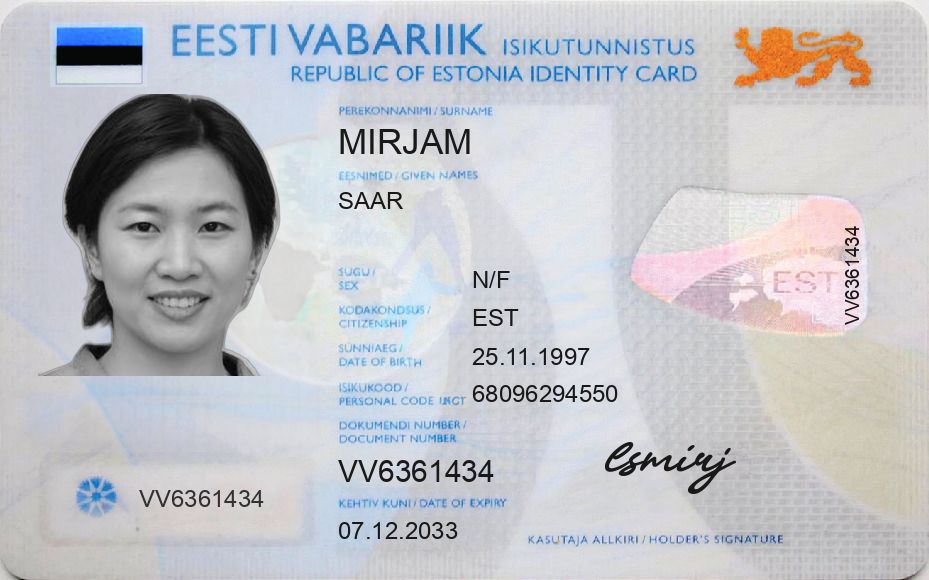 EESTI VABARIIK ISIKUTUNNISTUS
REPUBLIC OF ESTONIA IDENTITY CARD
PEREKONNANIMI / SURNAME
MIRJAM
EESNIMED / GIVEN NAMES
SAAR
SUGU /
SEX
N/F
KODAKONDSUS /
CITIZENSHIP
EST
SÜNNIAEG /
DATE OF BIRTH
25.11.1997
ISIKUKOOD /
PERSONAL CODE
68096294550
DOKUMENDI NUMBER /
DOCUMENT NUMBER
VV6361434
KEHTIV KUNI / DATE OF EXPIRY
07.12.2033
VV6361434
EST
VV6361434
esmirj
KASUTAJA ALLKIRI / HOLDER'S SIGNATURE